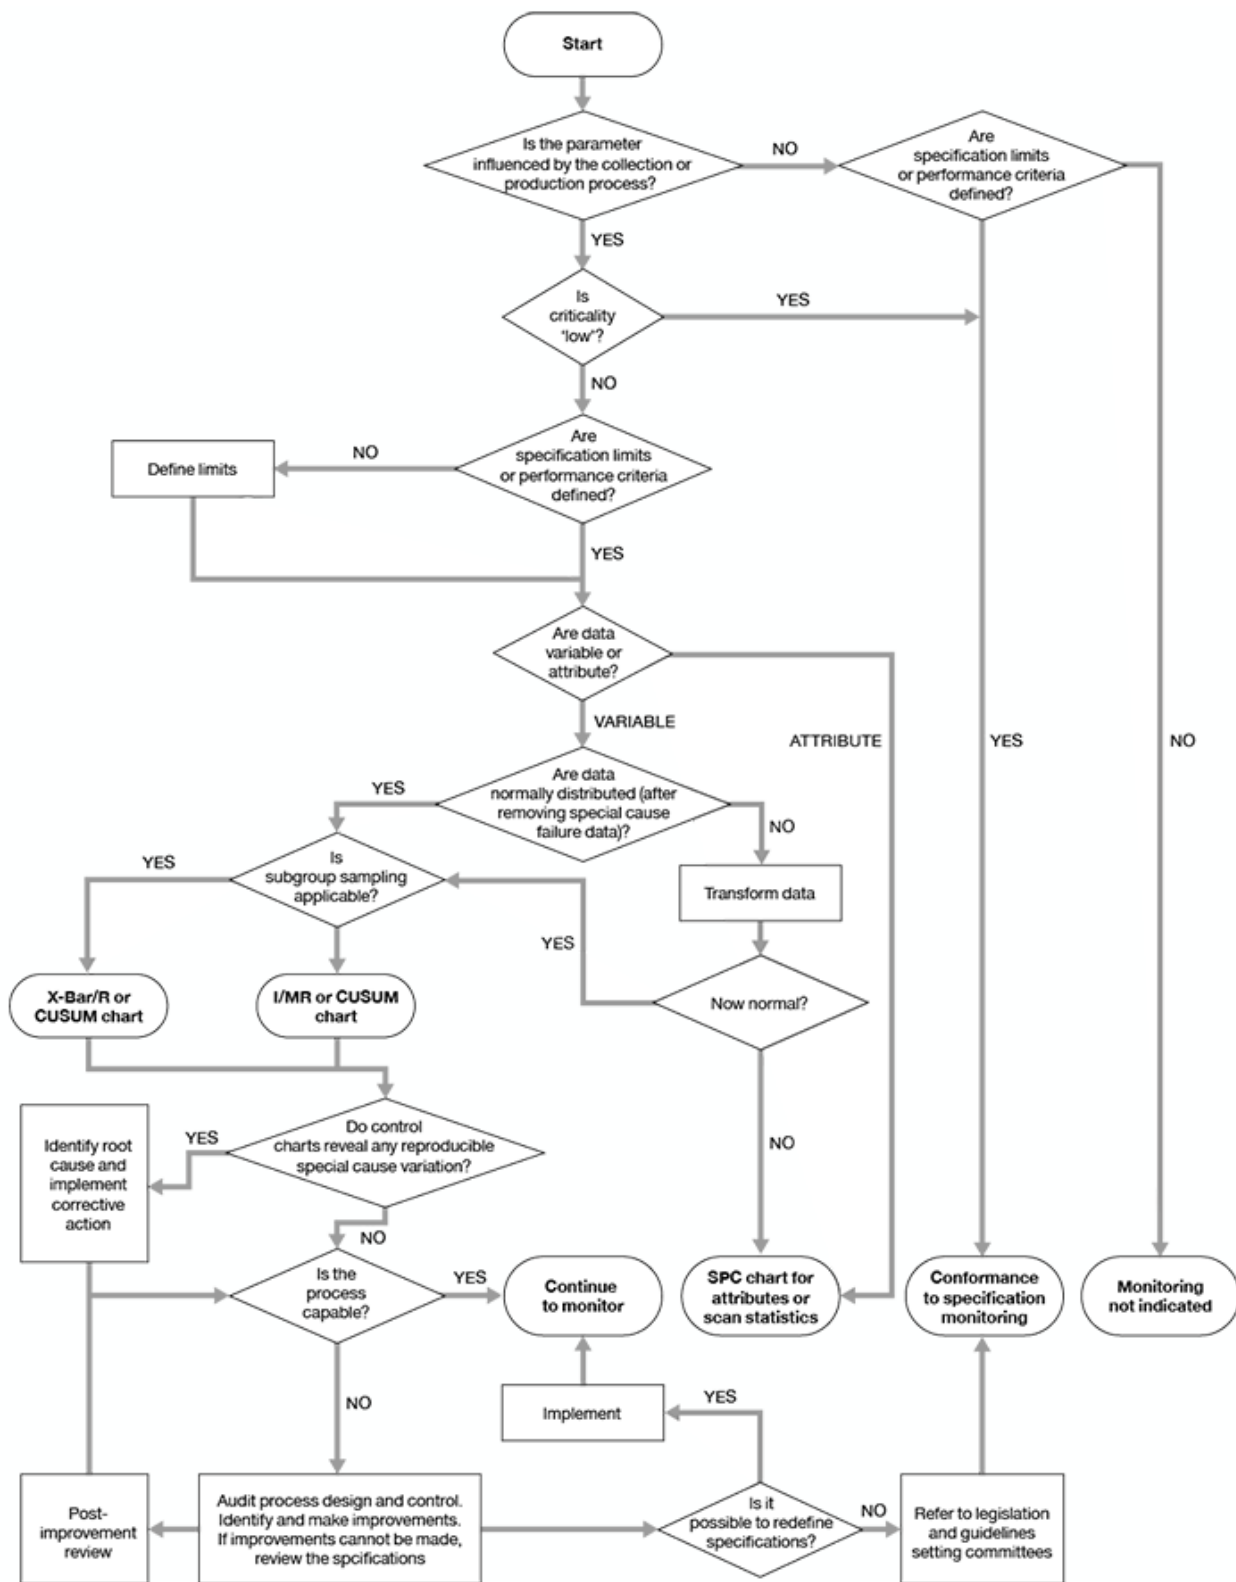 Start
Is the parameter
influenced by the collection or
production process?
NO
Are
specification limits
or performance criteria
defined?
YES
Is
criticality
'low'?
YES
NO
Are
specification limits
or performance criteria
defined?
NO
Define limits
YES
Are data
variable or
attribute?
VARIABLE
ATTRIBUTE
YES
NO
Are data
normally distributed (after
removing special cause
failure data)?
YES
NO
Is
subgroup sampling
applicable?
YES
Transform data
YES
Now normal?
X-Bar/R or
CUSUM chart
I/MR or CUSUM
chart
Do control
charts reveal any reproducible
special cause variation?
YES
NO
Identify root
cause and
implement
corrective
action
NO
Is the
process
capable?
YES
Continue
to monitor
SPC chart for
attributes or
scan statistics
Conformance
to specification
monitoring
Monitoring
not indicated
NO
Implement
YES
Post-
improvement
review
Audit process design and control.
Identify and make improvements.
If improvements cannot be made,
review the spcifications
Is it
possible to redefine
specifications?
NO
Refer to legislation
and guidelines
setting committees